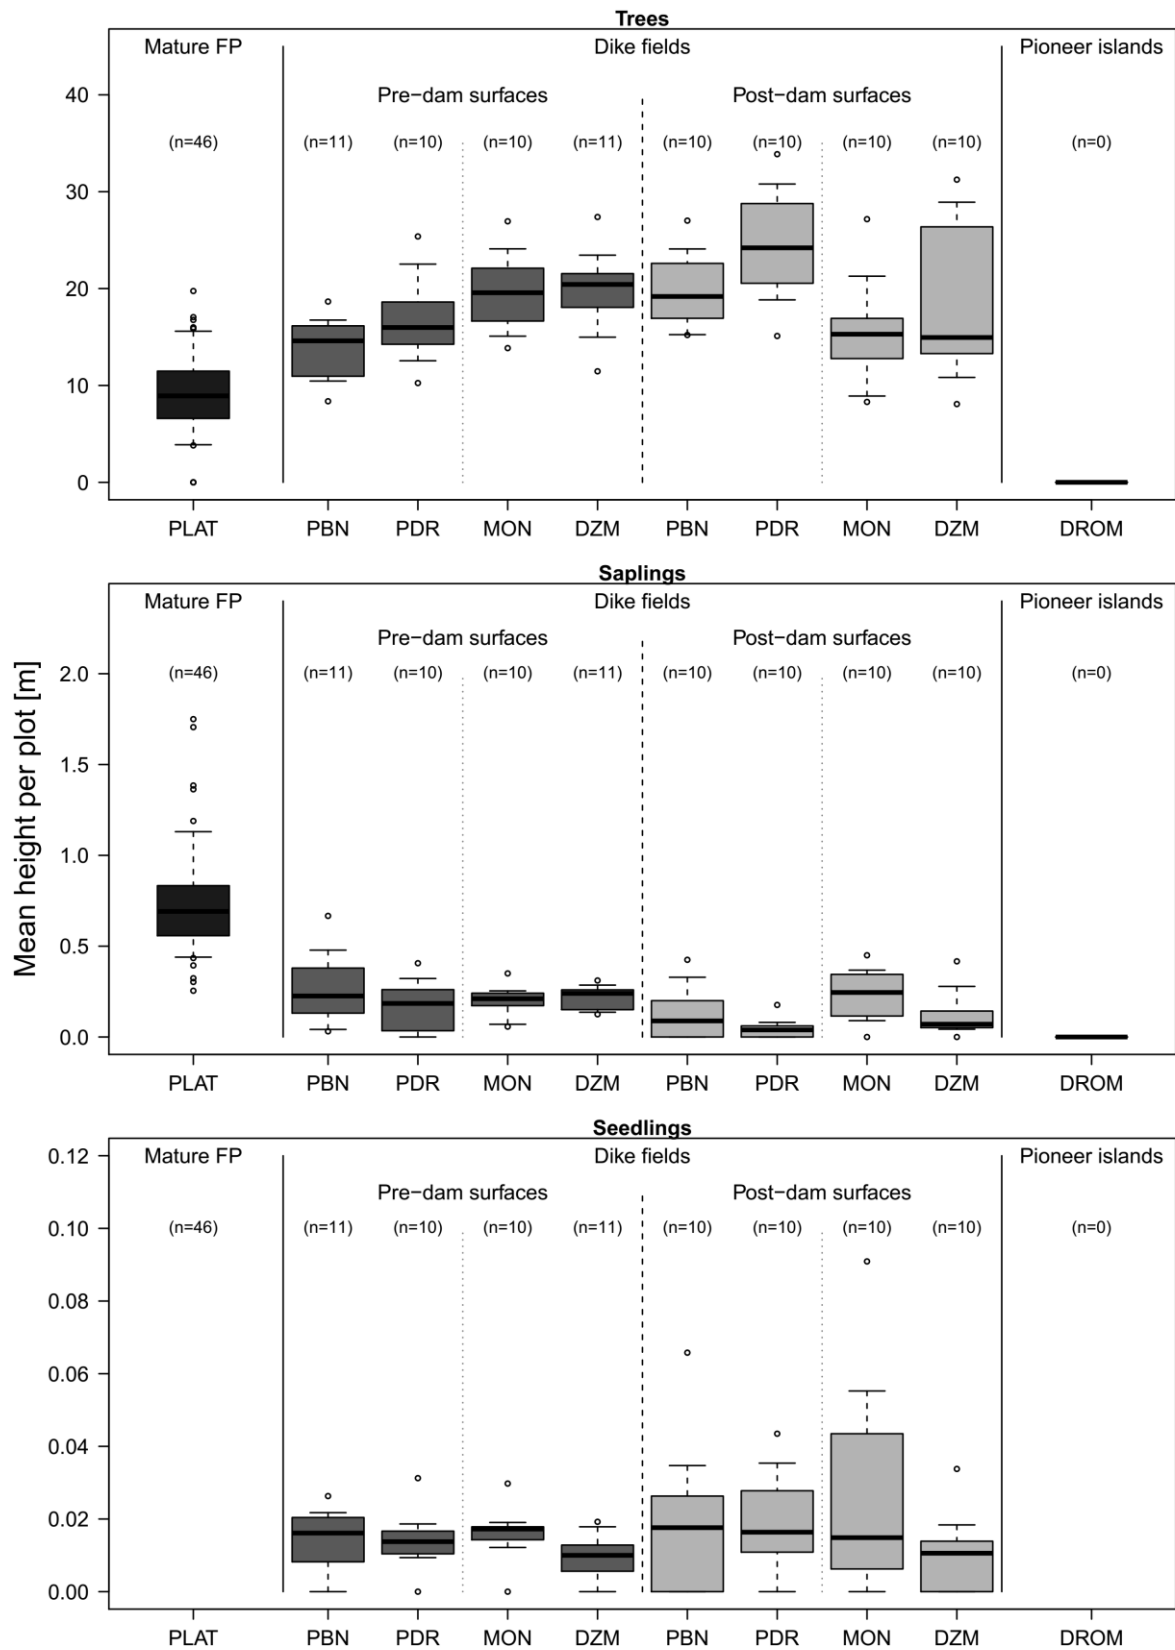 Trees
Mature FP Dike fields Pioneer islands
Pre−dam surfaces Post−dam surfaces
(n=46) (n=11) (n=10) (n=10) (n=11) (n=10) (n=10) (n=10) (n=10) (n=0)
40
30
20
10
0
PLAT PBN PDR MON DZM PBN PDR MON DZM DROM
Mean height per plot [m]
Saplings
Mature FP Dike fields Pioneer islands
Pre−dam surfaces Post−dam surfaces
(n=46) (n=11) (n=10) (n=10) (n=11) (n=10) (n=10) (n=10) (n=10) (n=0)
2.0
1.5
1.0
0.5
0.0
PLAT PBN PDR MON DZM PBN PDR MON DZM DROM
Seedlings
Mature FP Dike fields Pioneer islands
Pre−dam surfaces Post−dam surfaces
(n=46) (n=11) (n=10) (n=10) (n=11) (n=10) (n=10) (n=10) (n=10) (n=0)
0.12
0.10
0.08
0.06
0.04
0.02
0.00
PLAT PBN PDR MON DZM PBN PDR MON DZM DROM